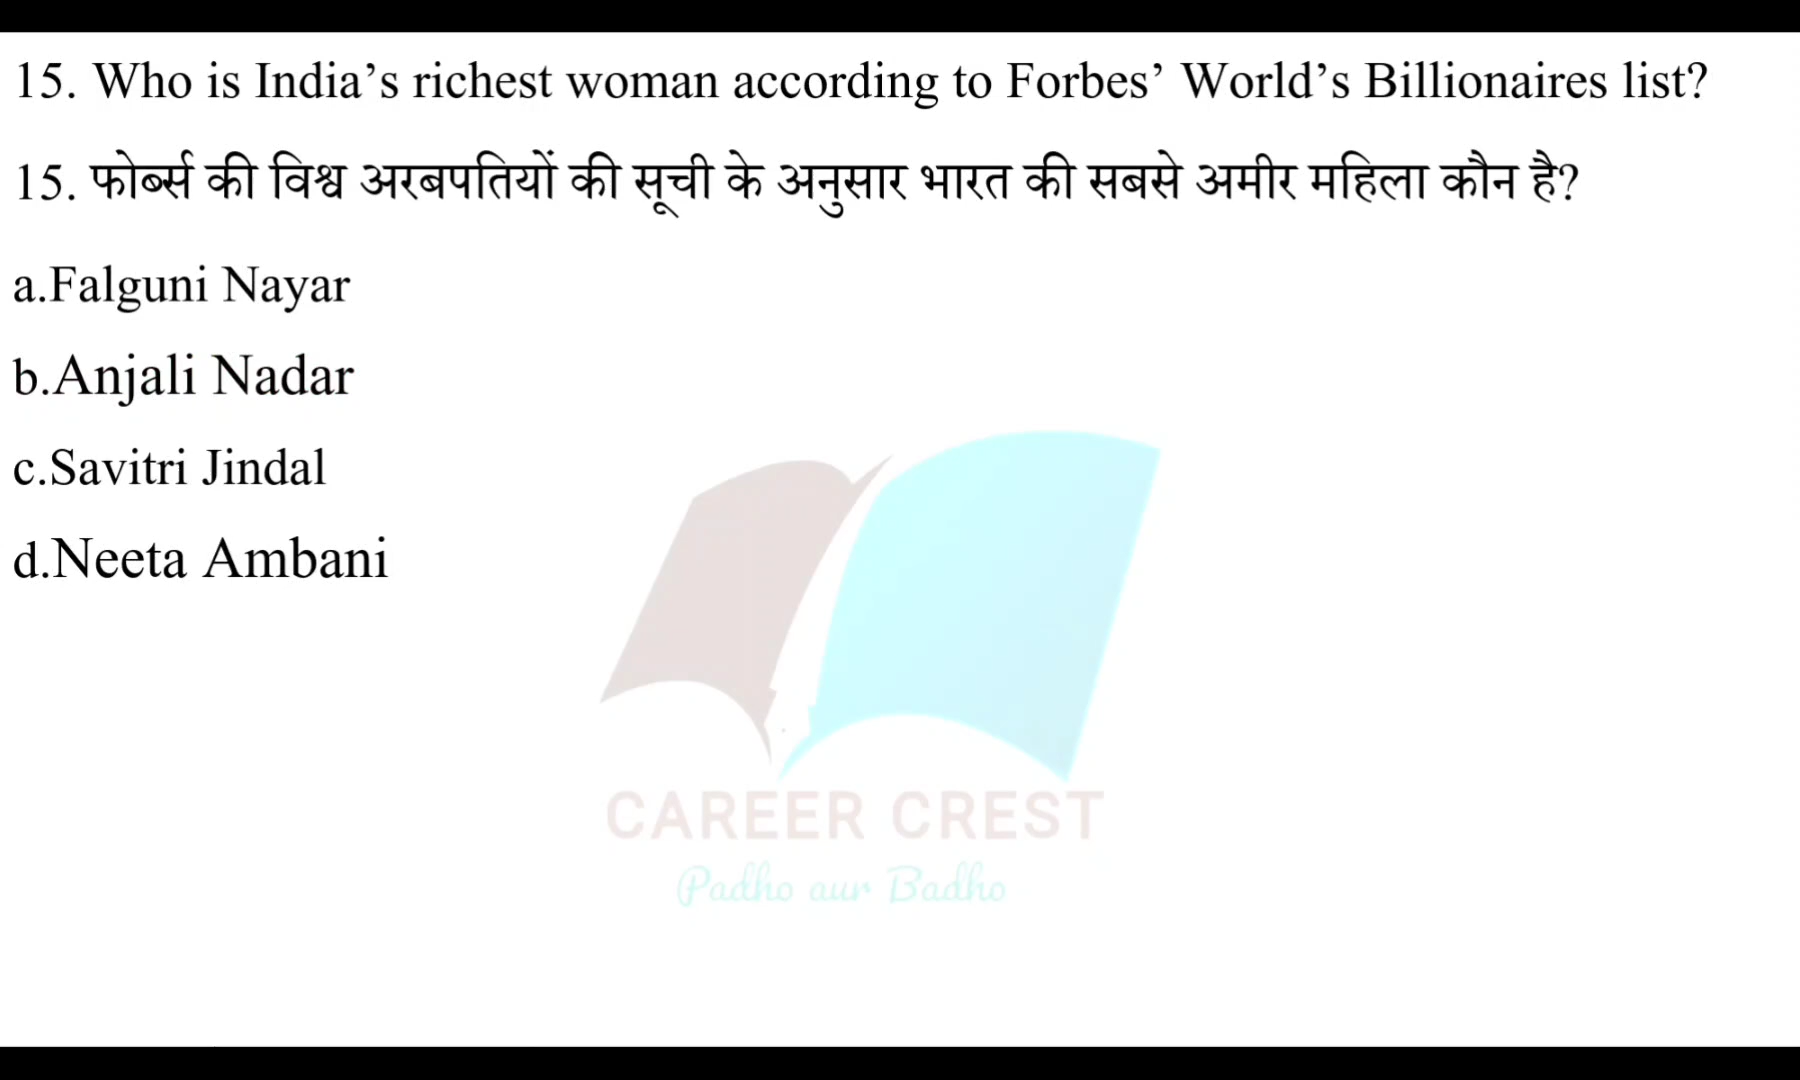 15. Who is India’s richest woman according to Forbes’ World’s Billionaires list?
15. फोर्ब्स की विश्व अरबपतियों की सूची के अनुसार भारत की सबसे अमीर महिला कौन है?
a.Falguni Nayar
b.Anjali Nadar
c.Savitri Jindal
d.Neeta Ambani
CAREER CREST
Padho aur Badho